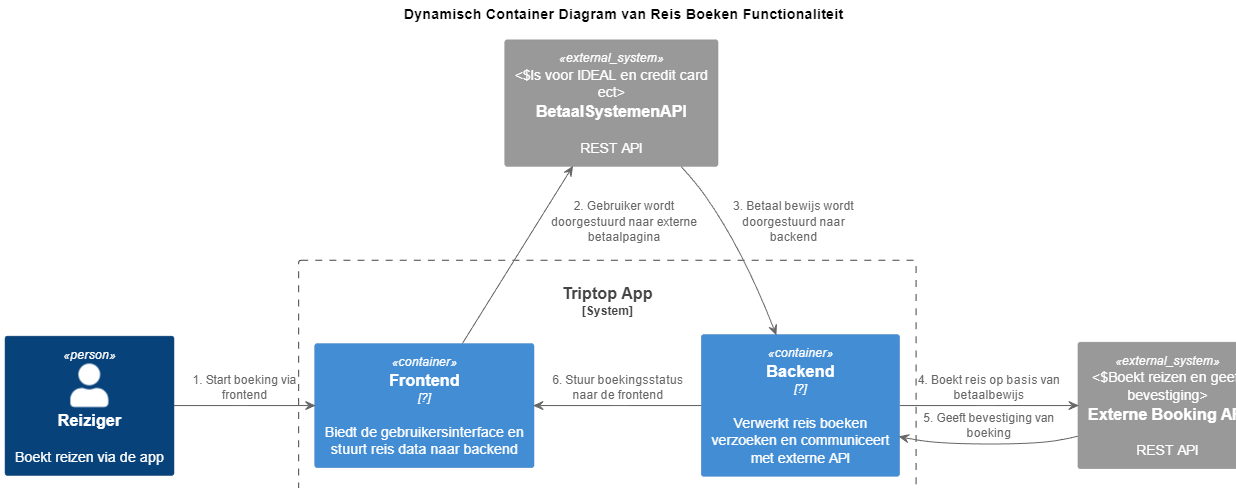 Dynamisch Container Diagram van Reis Boeken Functionaliteit
«external_system»
<$Is voor IDEAL en credit card
ect>
BetaalSystemenAPI
REST API
2. Gebruiker wordt
doorgestuurd naar externe
betaalpagina
3. Betaal bewijs wordt
doorgestuurd naar
backend
Triptop App
[System]
«person»
Reiziger
Boekt reizen via de app
1. Start boeking via
frontend
«container»
Frontend
[?]
Biedt de gebruikersinterface en
stuurt reis data naar backend
6. Stuur boekingsstatus
naar de frontend
«container»
Backend
[?]
Verwerkt reis boeken
verzoeken en communiceert
met externe API
4. Boekt reis op basis van
betaalbewijs
5. Geeft bevestiging van
boeking
«external_system»
<$Boekt reizen en geef
bevestiging>
Externe Booking AP
REST API